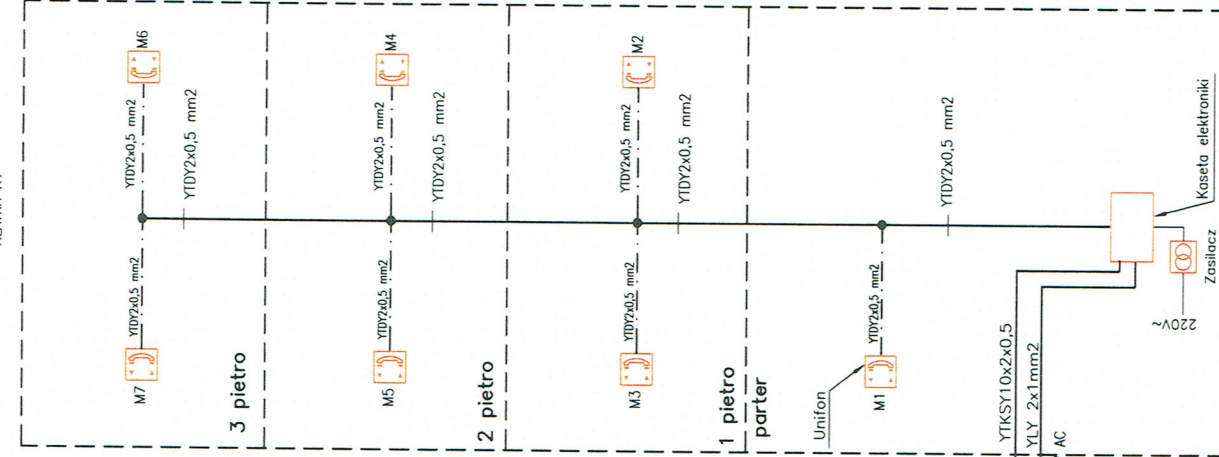 M6
YTDY2x0,5 mm2
YTDY2x0,5 mm2
YTDY2x0,5 mm2
M7
3 pietro
M4
YTDY2x0,5 mm2
YTDY2x0,5 mm2
YTDY2x0,5 mm2
M5
2 pietro
M2
YTDY2x0,5 mm2
YTDY2x0,5 mm2
YTDY2x0,5 mm2
M3
1 pietro
parter
YTDY2x0,5 mm2
YTDY2x0,5 mm2
Unifon
M1
Kaseta elektroniki
Zasilacz
220V~
YTKSY10x2x0,5
YLY 2x1mm2
AC